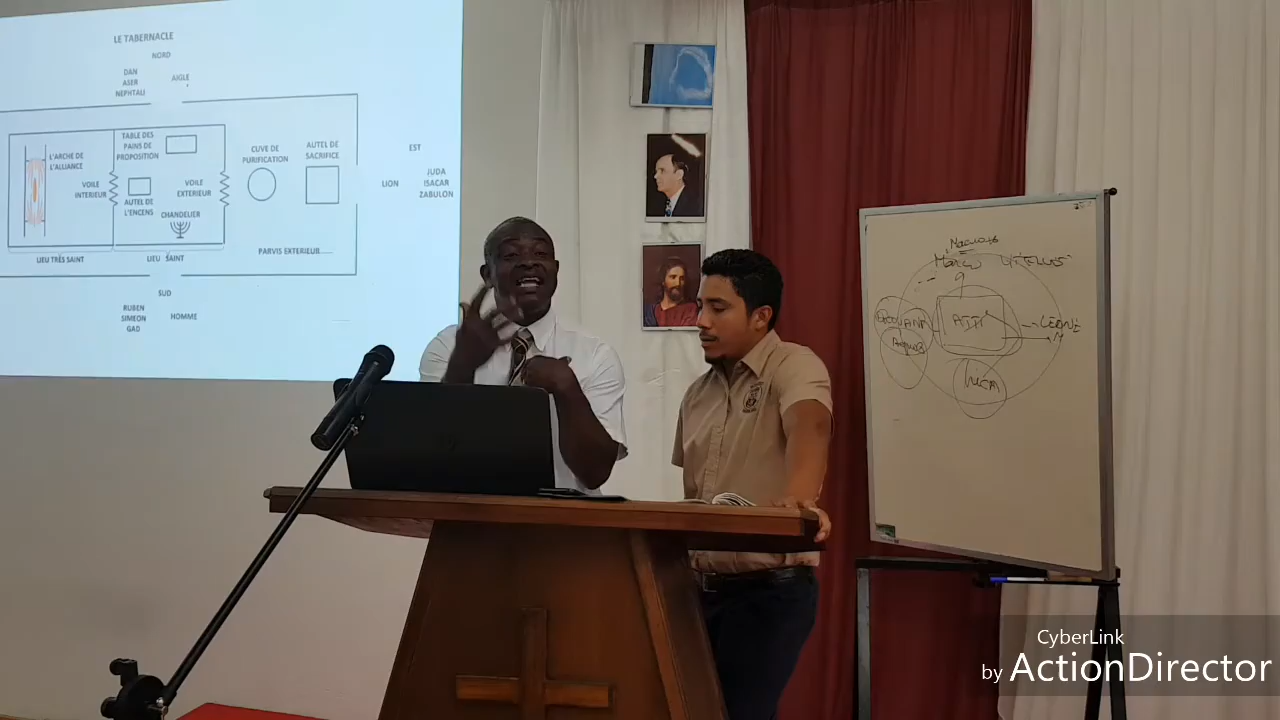 LE TABERNACLE
NORD
DAN
ASER
NEPHTALI
AIGLE
L'ARCHE DE
L'ALLIANCE
VOILE
INTERIEUR
TABLE DES
PAINS DE
PROPOSITION
AUTEL DE
L'ENCENS
VOILE
EXTERIEUR
CHANDELIER
CUVE DE
PURIFICATION
AUTEL DE
SACRIFICE
EST
LION
JUDA
ISACAR
ZABULON
PARVIS EXTERIEUR
LIEU TRÈS SAINT
LIEU SAINT
SUD
RUBEN
SIMEON
GAD
HOMME
LEONE
CyberLink
by ActionDirector